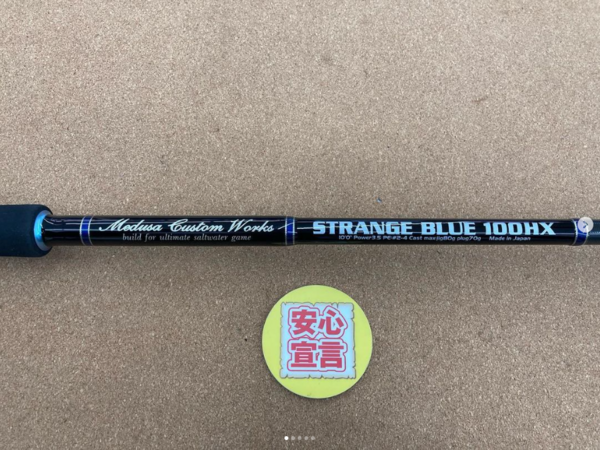 Medusa Custom Works
build for ultimate saltwater game
STRANGE BLUE 100HX
10'0" Power3.5 PE#2-4 Cast max jig80g plug70g Made in Japan
安心
宣言